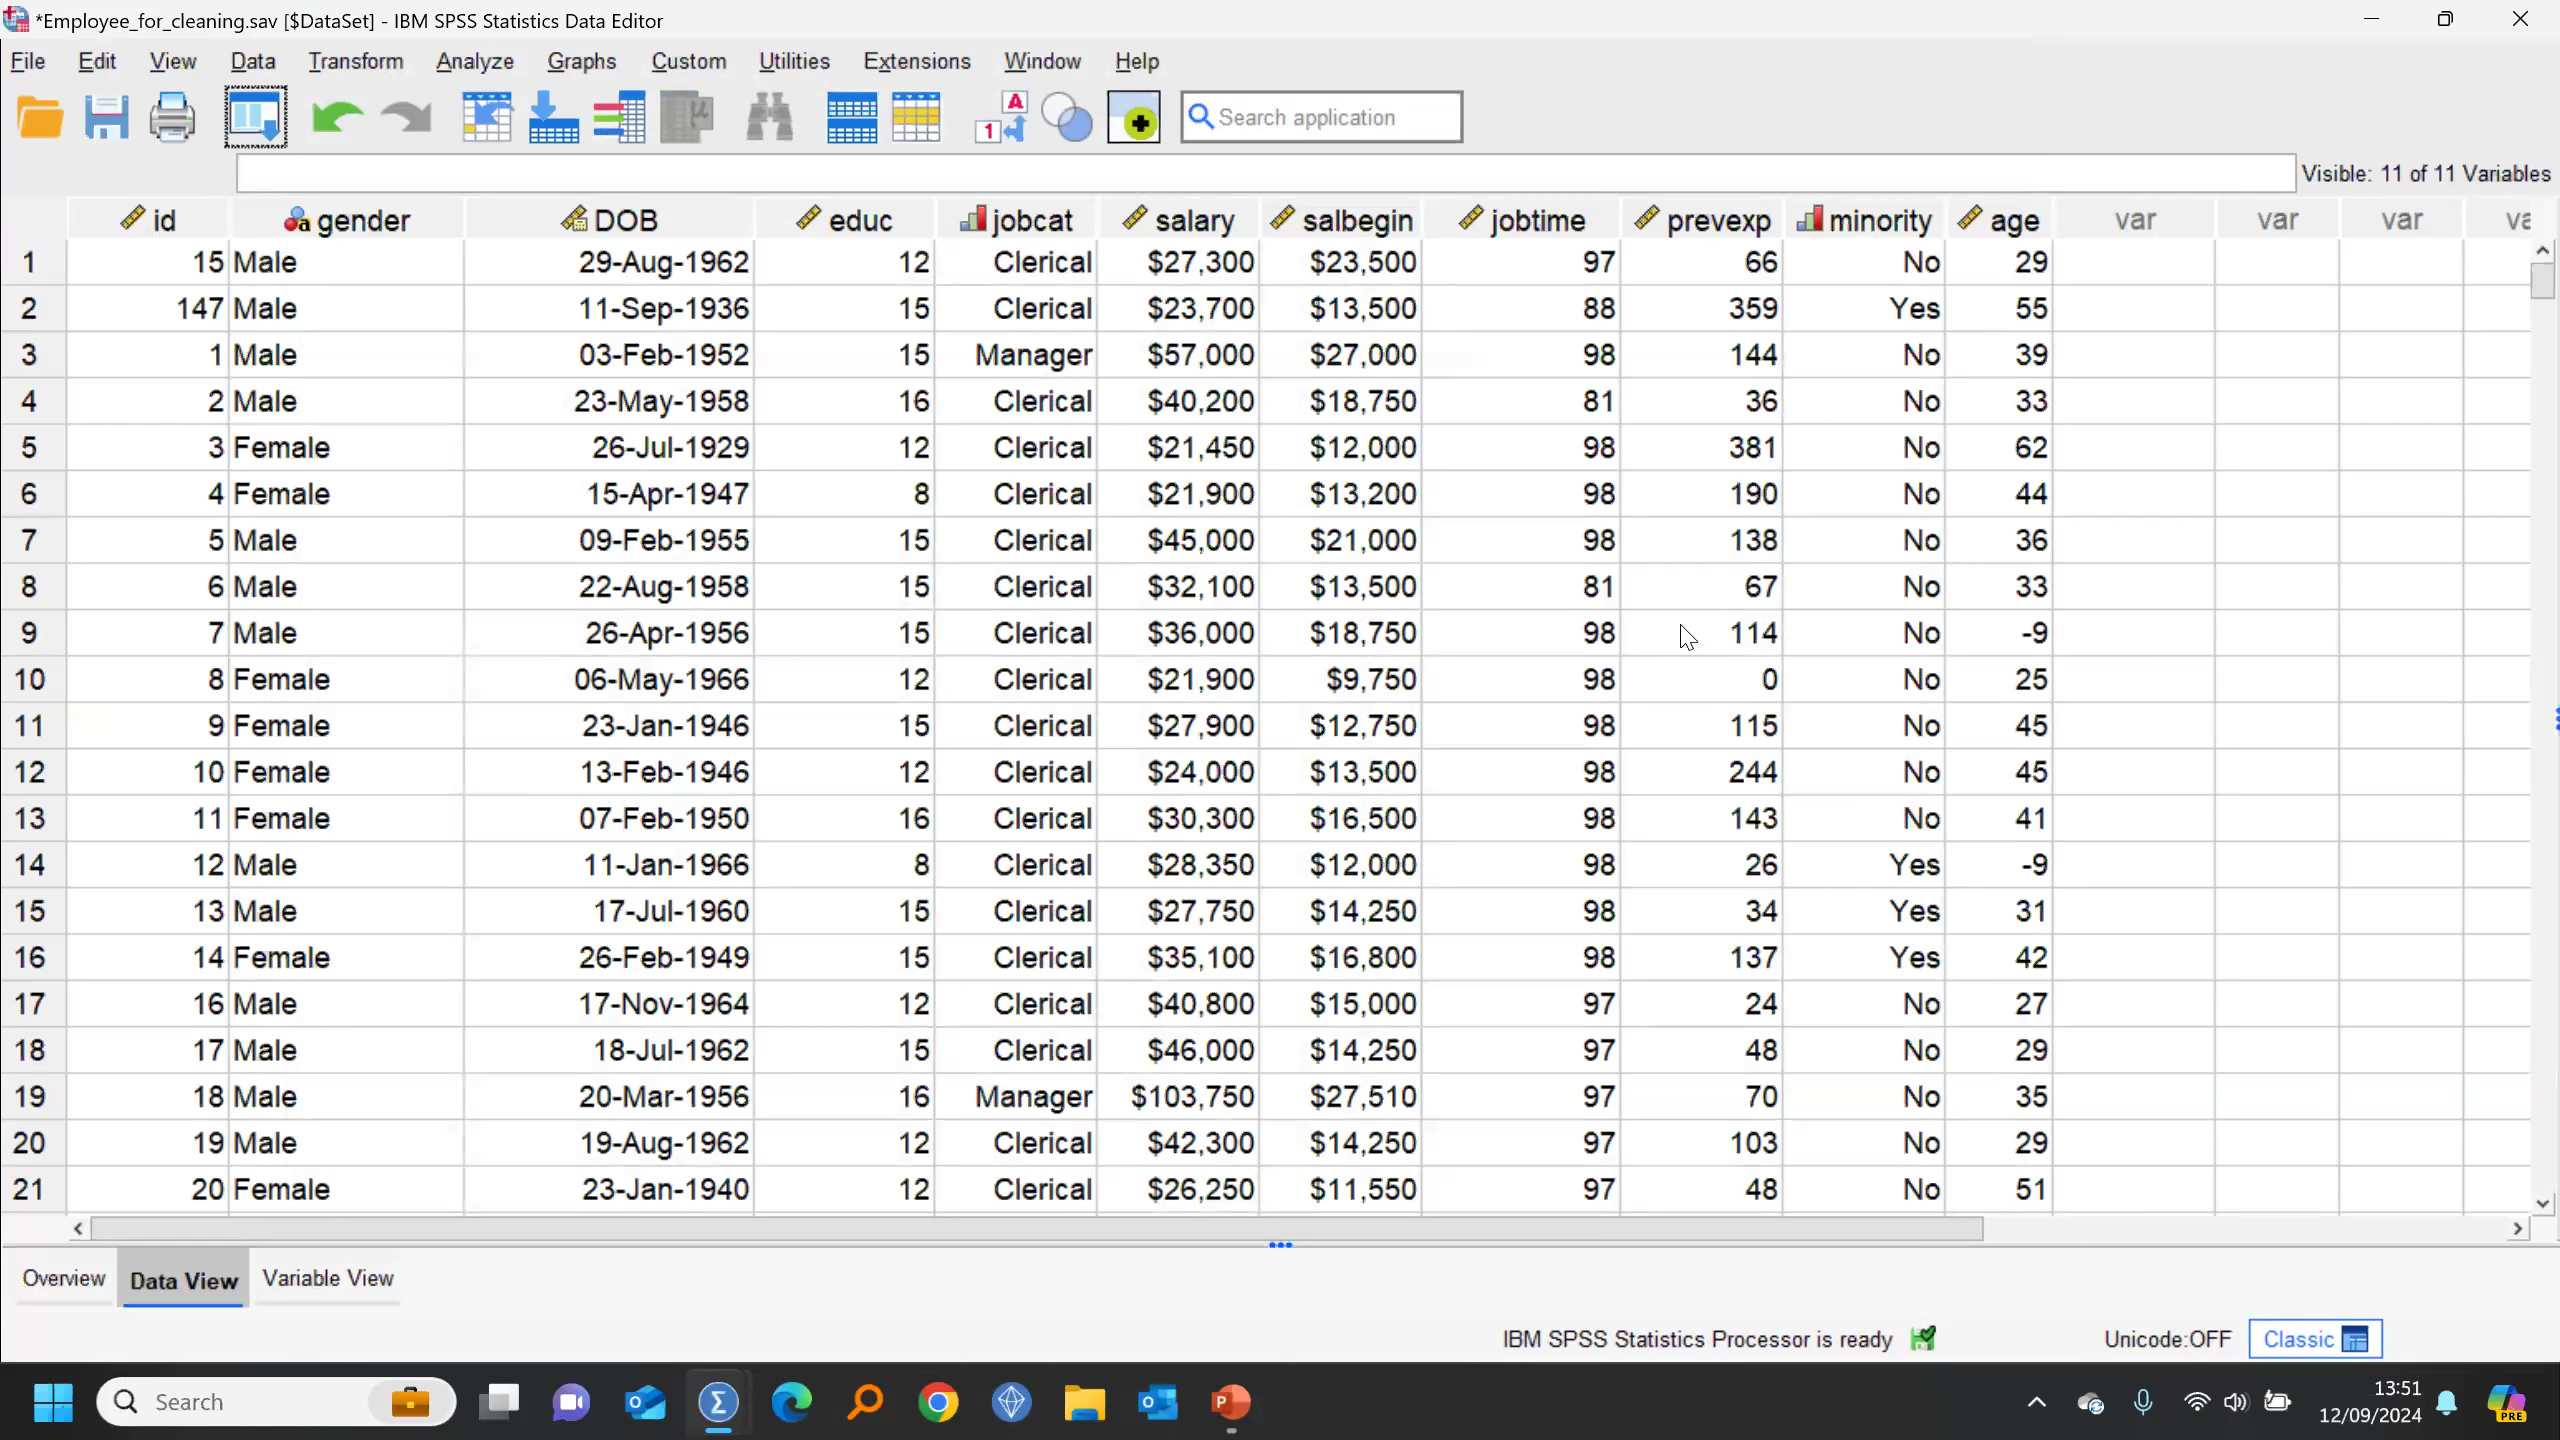 *Employee_for_cleaning.sav [$DataSet] - IBM SPSS Statistics Data Editor
File Edit View Data Transform Analyze Graphs Custom Utilities Extensions Window Help
A
1
Search application
Visible: 11 of 11 Variables
id gender DOB educ jobcat salary salbegin jobtime prevexp minority age var var var va
1 15 Male 29-Aug-1962 12 Clerical $27,300 $23,500 97 66 No 29
2 147 Male 11-Sep-1936 15 Clerical $23,700 $13,500 88 359 Yes 55
3 1 Male 03-Feb-1952 15 Manager $57,000 $27,000 98 144 No 39
4 2 Male 23-May-1958 16 Clerical $40,200 $18,750 81 36 No 33
5 3 Female 26-Jul-1929 12 Clerical $21,450 $12,000 98 381 No 62
6 4 Female 15-Apr-1947 8 Clerical $21,900 $13,200 98 190 No 44
7 5 Male 09-Feb-1955 15 Clerical $45,000 $21,000 98 138 No 36
8 6 Male 22-Aug-1958 15 Clerical $32,100 $13,500 81 67 No 33
9 7 Male 26-Apr-1956 15 Clerical $36,000 $18,750 98 114 No -9
10 8 Female 06-May-1966 12 Clerical $21,900 $9,750 98 0 No 25
11 9 Female 23-Jan-1946 15 Clerical $27,900 $12,750 98 115 No 45
12 10 Female 13-Feb-1946 12 Clerical $24,000 $13,500 98 244 No 45
13 11 Female 07-Feb-1950 16 Clerical $30,300 $16,500 98 143 No 41
14 12 Male 11-Jan-1966 8 Clerical $28,350 $12,000 98 26 Yes -9
15 13 Male 17-Jul-1960 15 Clerical $27,750 $14,250 98 34 Yes 31
16 14 Female 26-Feb-1949 15 Clerical $35,100 $16,800 98 137 Yes 42
17 16 Male 17-Nov-1964 12 Clerical $40,800 $15,000 97 24 No 27
18 17 Male 18-Jul-1962 15 Clerical $46,000 $14,250 97 48 No 29
19 18 Male 20-Mar-1956 16 Manager $103,750 $27,510 97 70 No 35
20 19 Male 19-Aug-1962 12 Clerical $42,300 $14,250 97 103 No 29
21 20 Female 23-Jan-1940 12 Clerical $26,250 $11,550 97 48 No 51
Overview Data View Variable View
IBM SPSS Statistics Processor is ready Unicode:OFF Classic
Search
13:51
12/09/2024
PRE